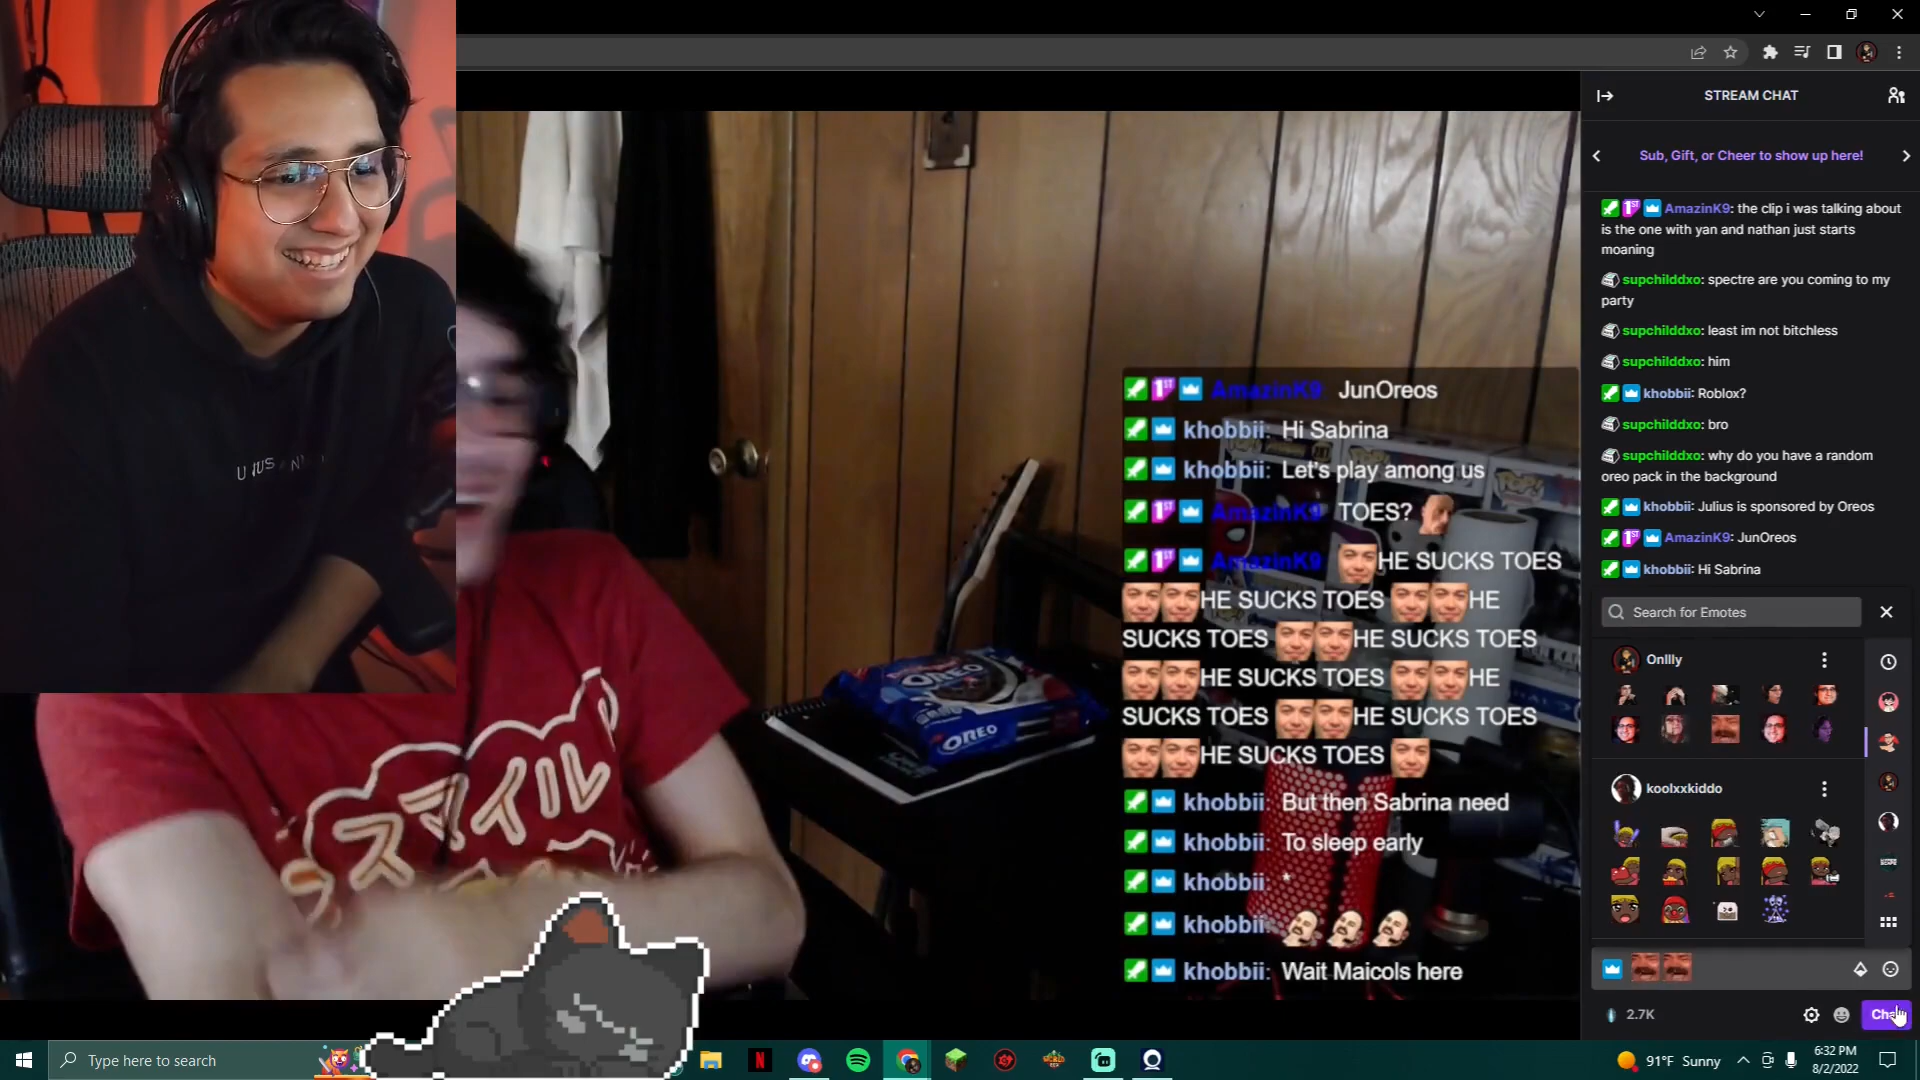 STREAM CHAT
Sub, Gift, or Cheer to show up here!
AmazinK9: the clip i was talking about
is the one with yan and nathan just starts
moaning
supchilddxo: spectre are you coming to my
party
supchilddxo: least im not bitchless
supchilddxo: him
khobbii: Roblox?
supchilddxo: bro
supchilddxo: why do you have a random
oreo pack in the background
khobbii: Julius is sponsored by Oreos
AmazinK9: JunOreos
khobbii: Hi Sabrina
Search for Emotes
Onllly
koolxxkiddo
2.7K
AmazinK9 JunOreos
khobbii: Hi Sabrina
khobbii: Let's play among us
AmazinK9 TOES?
AmazinK9 HE SUCKS TOES
HE SUCKS TOES HE
SUCKS TOES HE SUCKS TOES
HE SUCKS TOES HE
SUCKS TOES HE SUCKS TOES
HE SUCKS TOES
khobbii: But then Sabrina need
khobbii: To sleep early
khobbii: *
khobbii:
khobbii: Wait Maicols here
OREO
OREO
スマイル
Type here to search
91°F Sunny
6:32 PM
8/2/2022